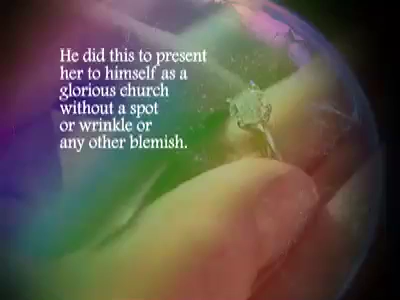 He did this to present
her to himself as a
glorious church
without a spot
or wrinkle or
any other blemish.